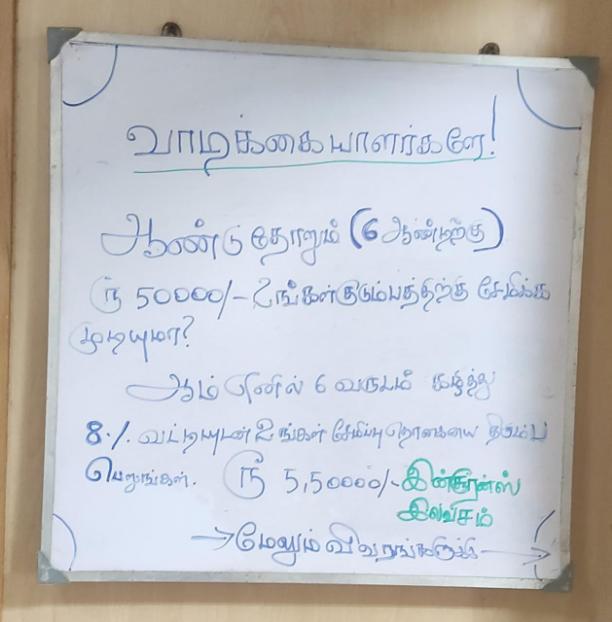 வாடிக்கையாளர்களே!
ஆண்டு தோறும் (6 ஆண்டிற்கு)
ரூ 50000/- உங்கள் குடும்பத்திற்கு சேமிக்க
முடியுமா?
ஆம் எனில் 6 வருடம் கழித்து
8% வட்டியுடன் உங்கள் சேமிப்பு தொகையை திரும்ப
பெறுங்கள். ரூ 5,50000/- இன்சூரன்ஸ்
இலவசம்
→மேலும் விவரங்களுக்கு→